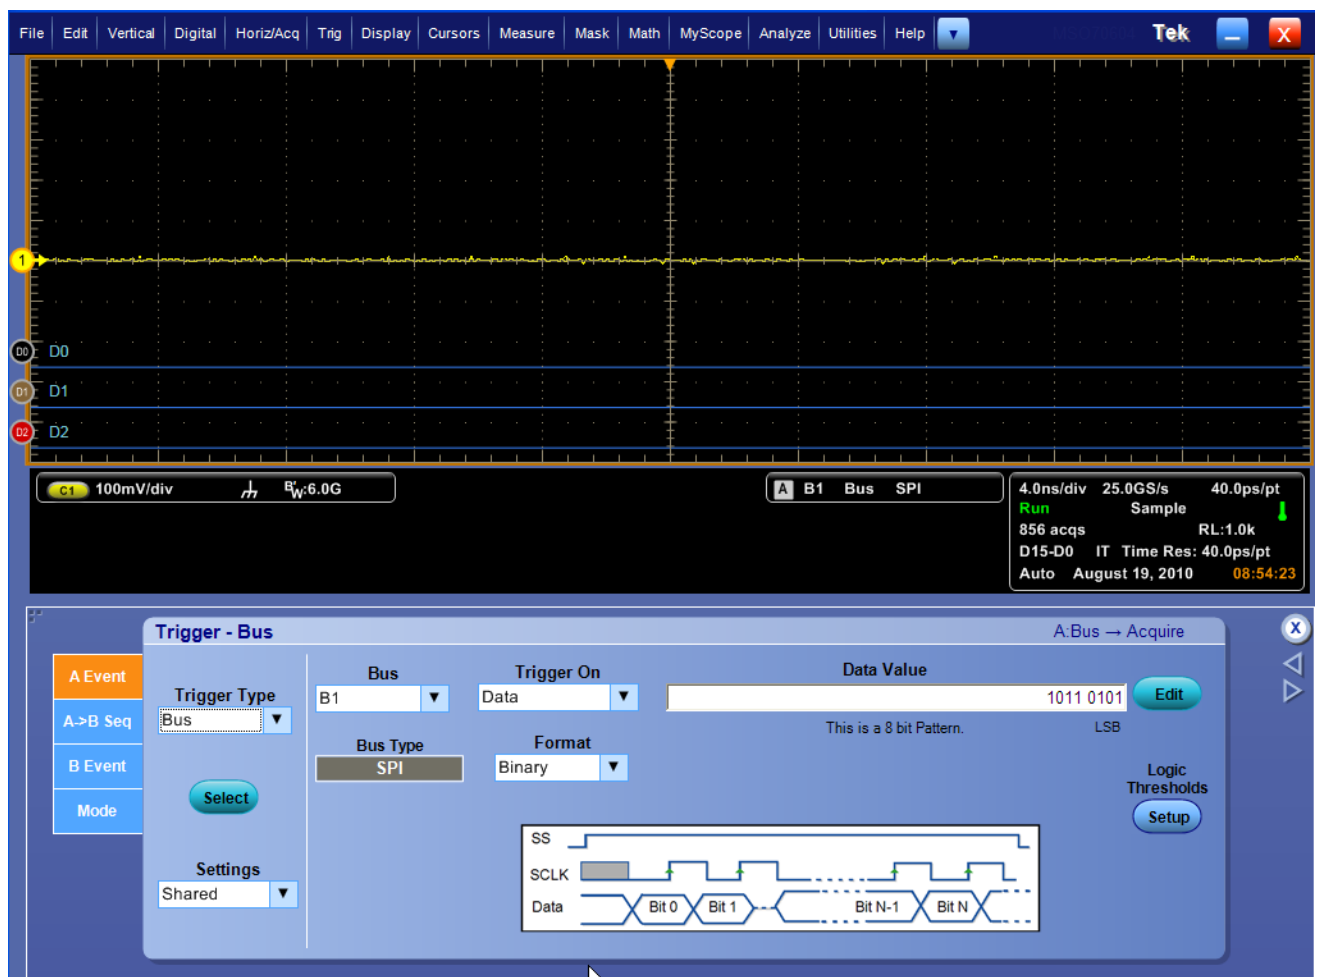 File Edit Vertical Digital Horiz/Acq Trig Display Cursors Measure Mask Math MyScope Analyze Utilities Help Tek X
1
D0 D0
D1 D1
D2 D2
C1 100mV/div BW:6.0G
A B1 Bus SPI
4.0ns/div 25.0GS/s 40.0ps/pt
Run Sample
856 acqs RL:1.0k
D15-D0 IT Time Res: 40.0ps/pt
Auto August 19, 2010 08:54:23
Trigger - Bus A:Bus → Acquire X
A Event
A->B Seq
B Event
Mode
Trigger Type
Bus
Select
Settings
Shared
Bus
B1
Bus Type
SPI
Trigger On
Data
Format
Binary
Data Value
1011 0101 Edit
This is a 8 bit Pattern. LSB
Logic
Thresholds
Setup
SS
SCLK
Data Bit 0 Bit 1 Bit N-1 Bit N